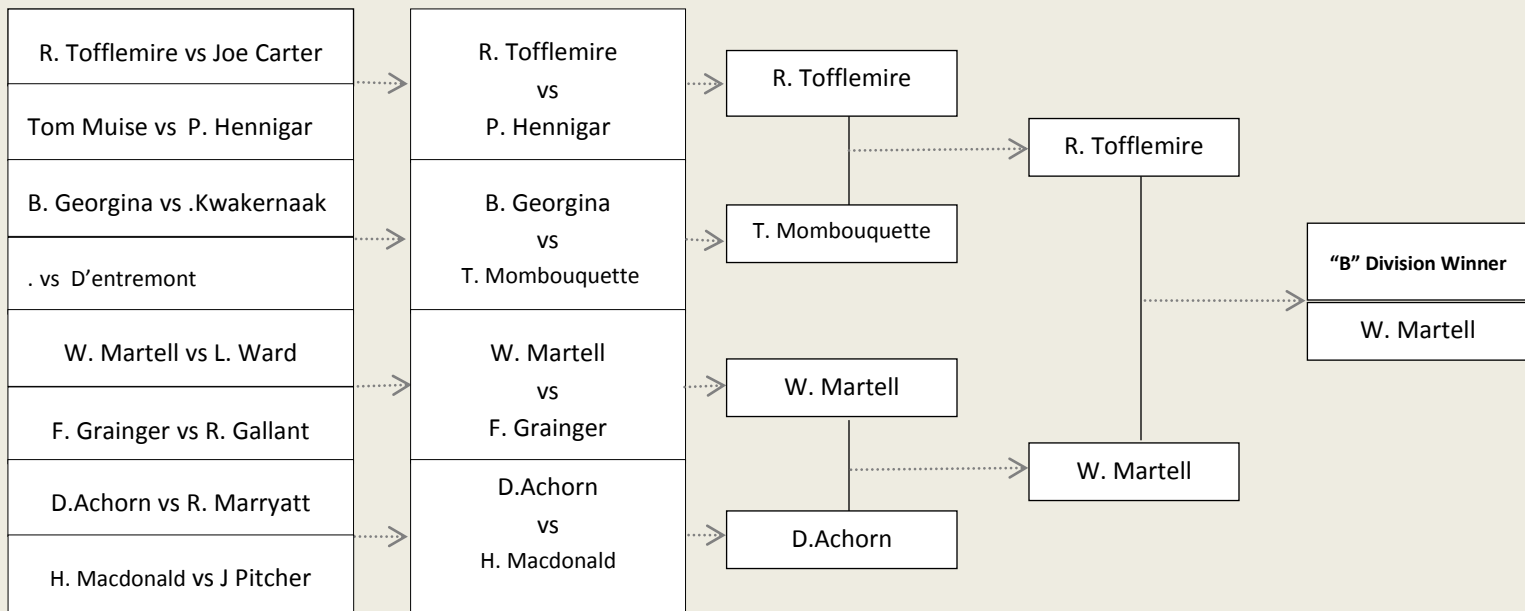 R. Tofflemire vs Joe Carter
Tom Muise vs P. Hennigar
B. Georgina vs .Kwakernaak
. vs D’entremont
W. Martell vs L. Ward
F. Grainger vs R. Gallant
D.Achorn vs R. Marryatt
H. Macdonald vs J Pitcher
R. Tofflemire
vs
P. Hennigar
B. Georgina
vs
T. Mombouquette
W. Martell
vs
F. Grainger
D.Achorn
vs
H. Macdonald
R. Tofflemire
T. Mombouquette
W. Martell
D.Achorn
R. Tofflemire
W. Martell
“B” Division Winner
W. Martell